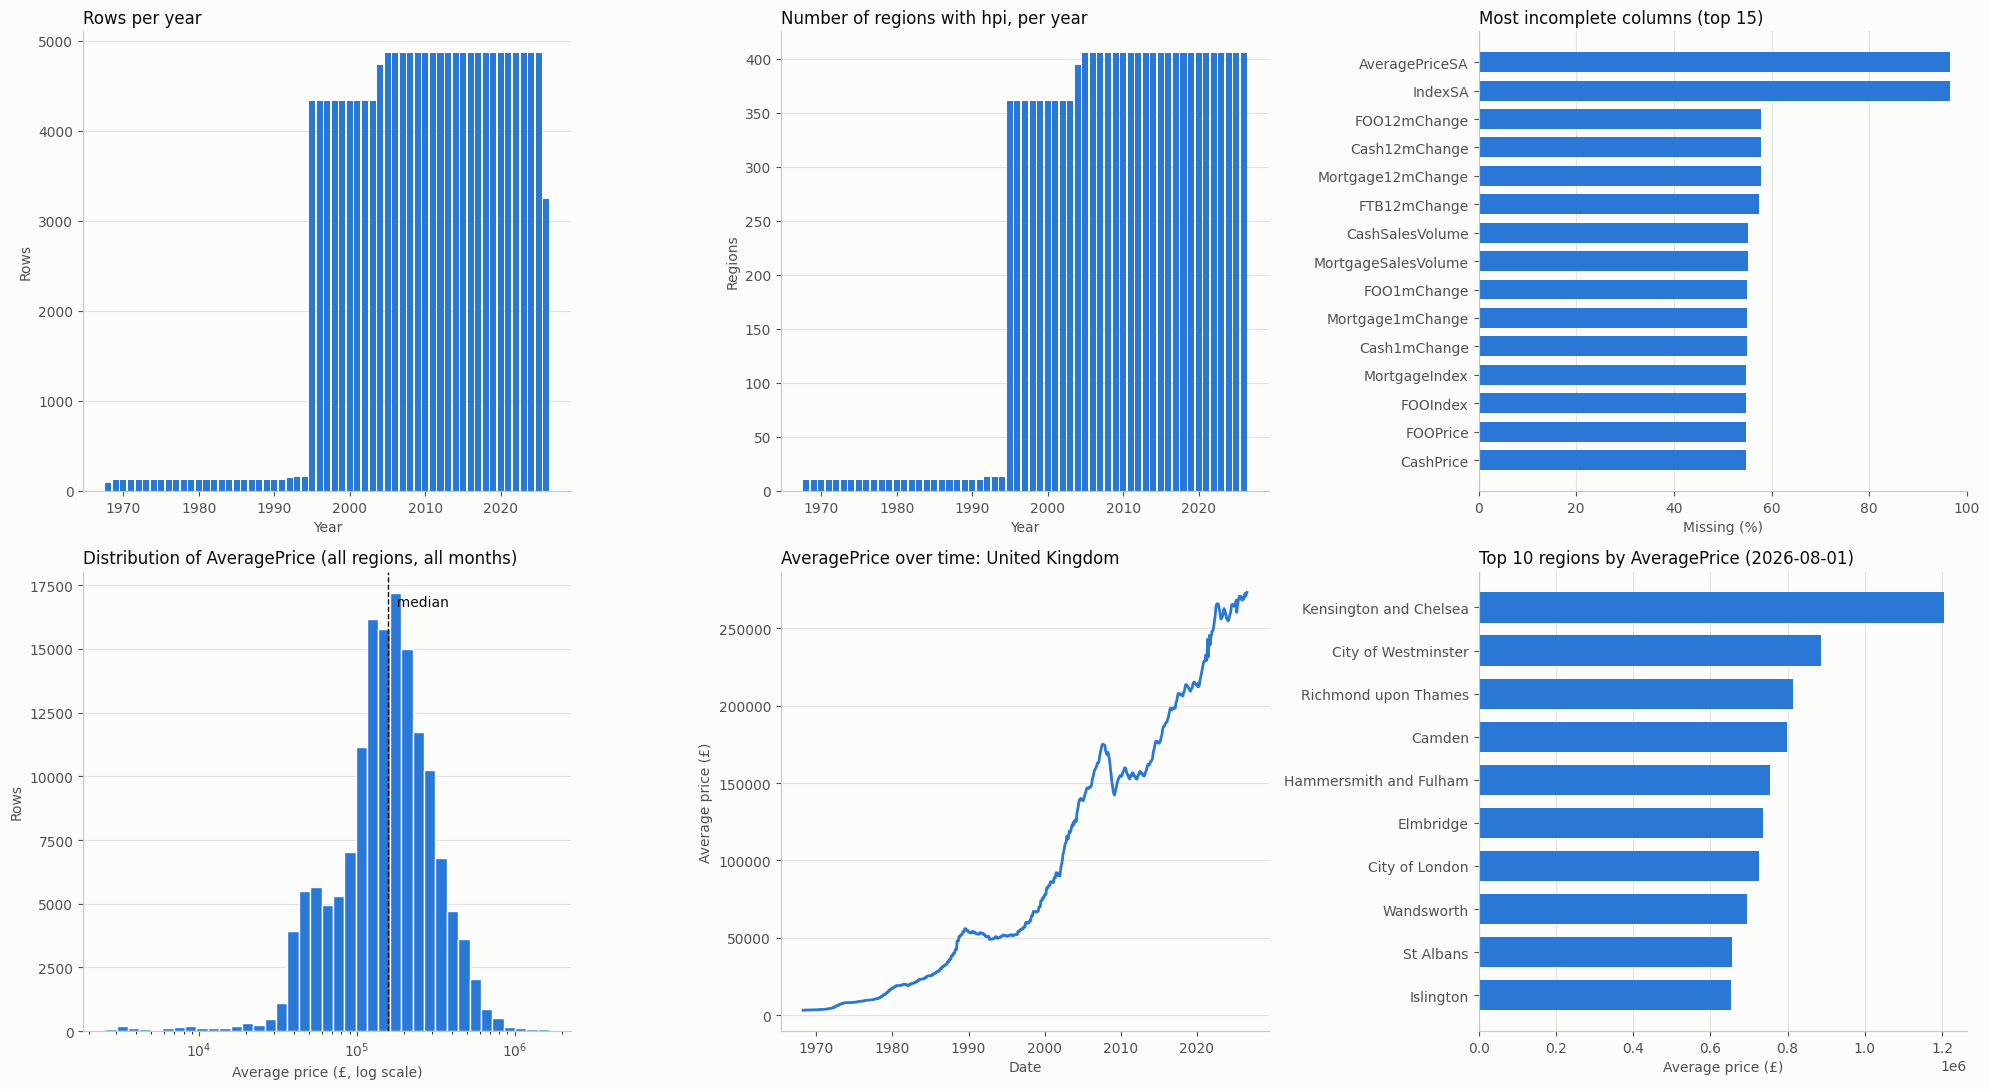 Rows per year
5000
4000
3000
2000
1000
0
Rows
1970 1980 1990 2000 2010 2020
Year
Number of regions with hpi, per year
400
350
300
250
200
150
100
50
0
Regions
1970 1980 1990 2000 2010 2020
Year
Most incomplete columns (top 15)
AveragePriceSA
IndexSA
FOO12mChange
Cash12mChange
Mortgage12mChange
FTB12mChange
CashSalesVolume
MortgageSalesVolume
FOO1mChange
Mortgage1mChange
Cash1mChange
MortgageIndex
FOOIndex
FOOPrice
CashPrice
0 20 40 60 80 100
Missing (%)
Distribution of AveragePrice (all regions, all months)
17500
15000
12500
10000
7500
5000
2500
0
Rows
median
10⁴ 10⁵ 10⁶
Average price (£, log scale)
AveragePrice over time: United Kingdom
250000
200000
150000
100000
50000
0
Average price (£)
1970 1980 1990 2000 2010 2020
Date
Top 10 regions by AveragePrice (2026-08-01)
Kensington and Chelsea
City of Westminster
Richmond upon Thames
Camden
Hammersmith and Fulham
Elmbridge
City of London
Wandsworth
St Albans
Islington
0.0 0.2 0.4 0.6 0.8 1.0 1.2
1e6
Average price (£)